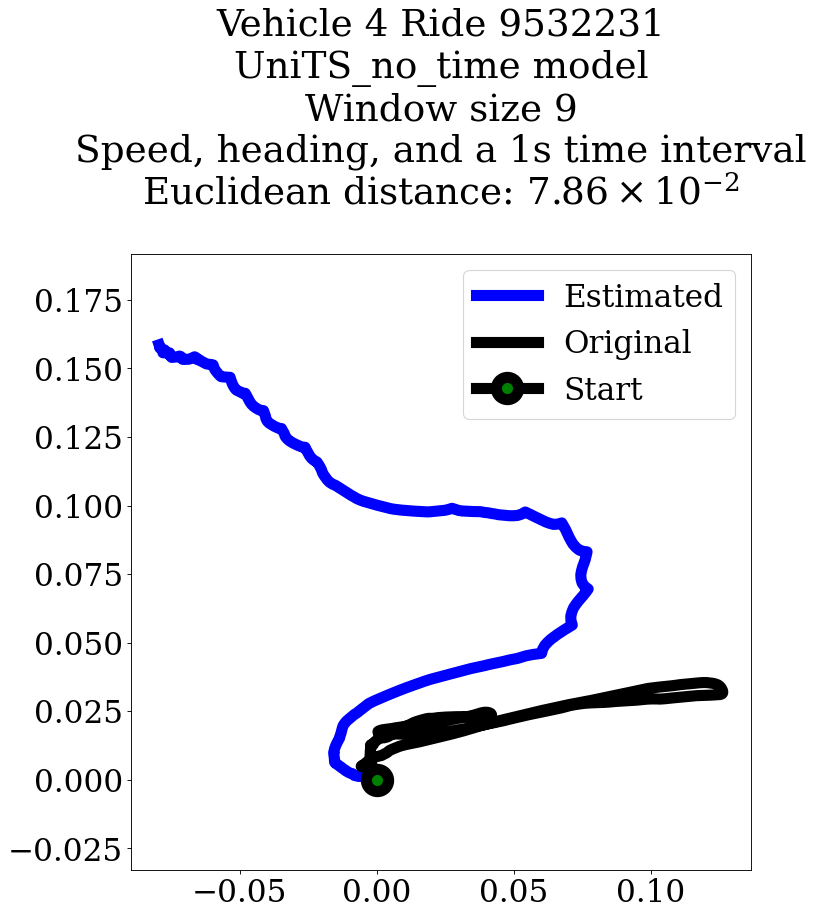 Vehicle 4 Ride 9532231
UniTS_no_time model
Window size 9
Speed, heading, and a 1s time interval
Euclidean distance: 7.86 × 10⁻²
Estimated
Original
Start
0.175
0.150
0.125
0.100
0.075
0.050
0.025
0.000
−0.025
−0.05 0.00 0.05 0.10